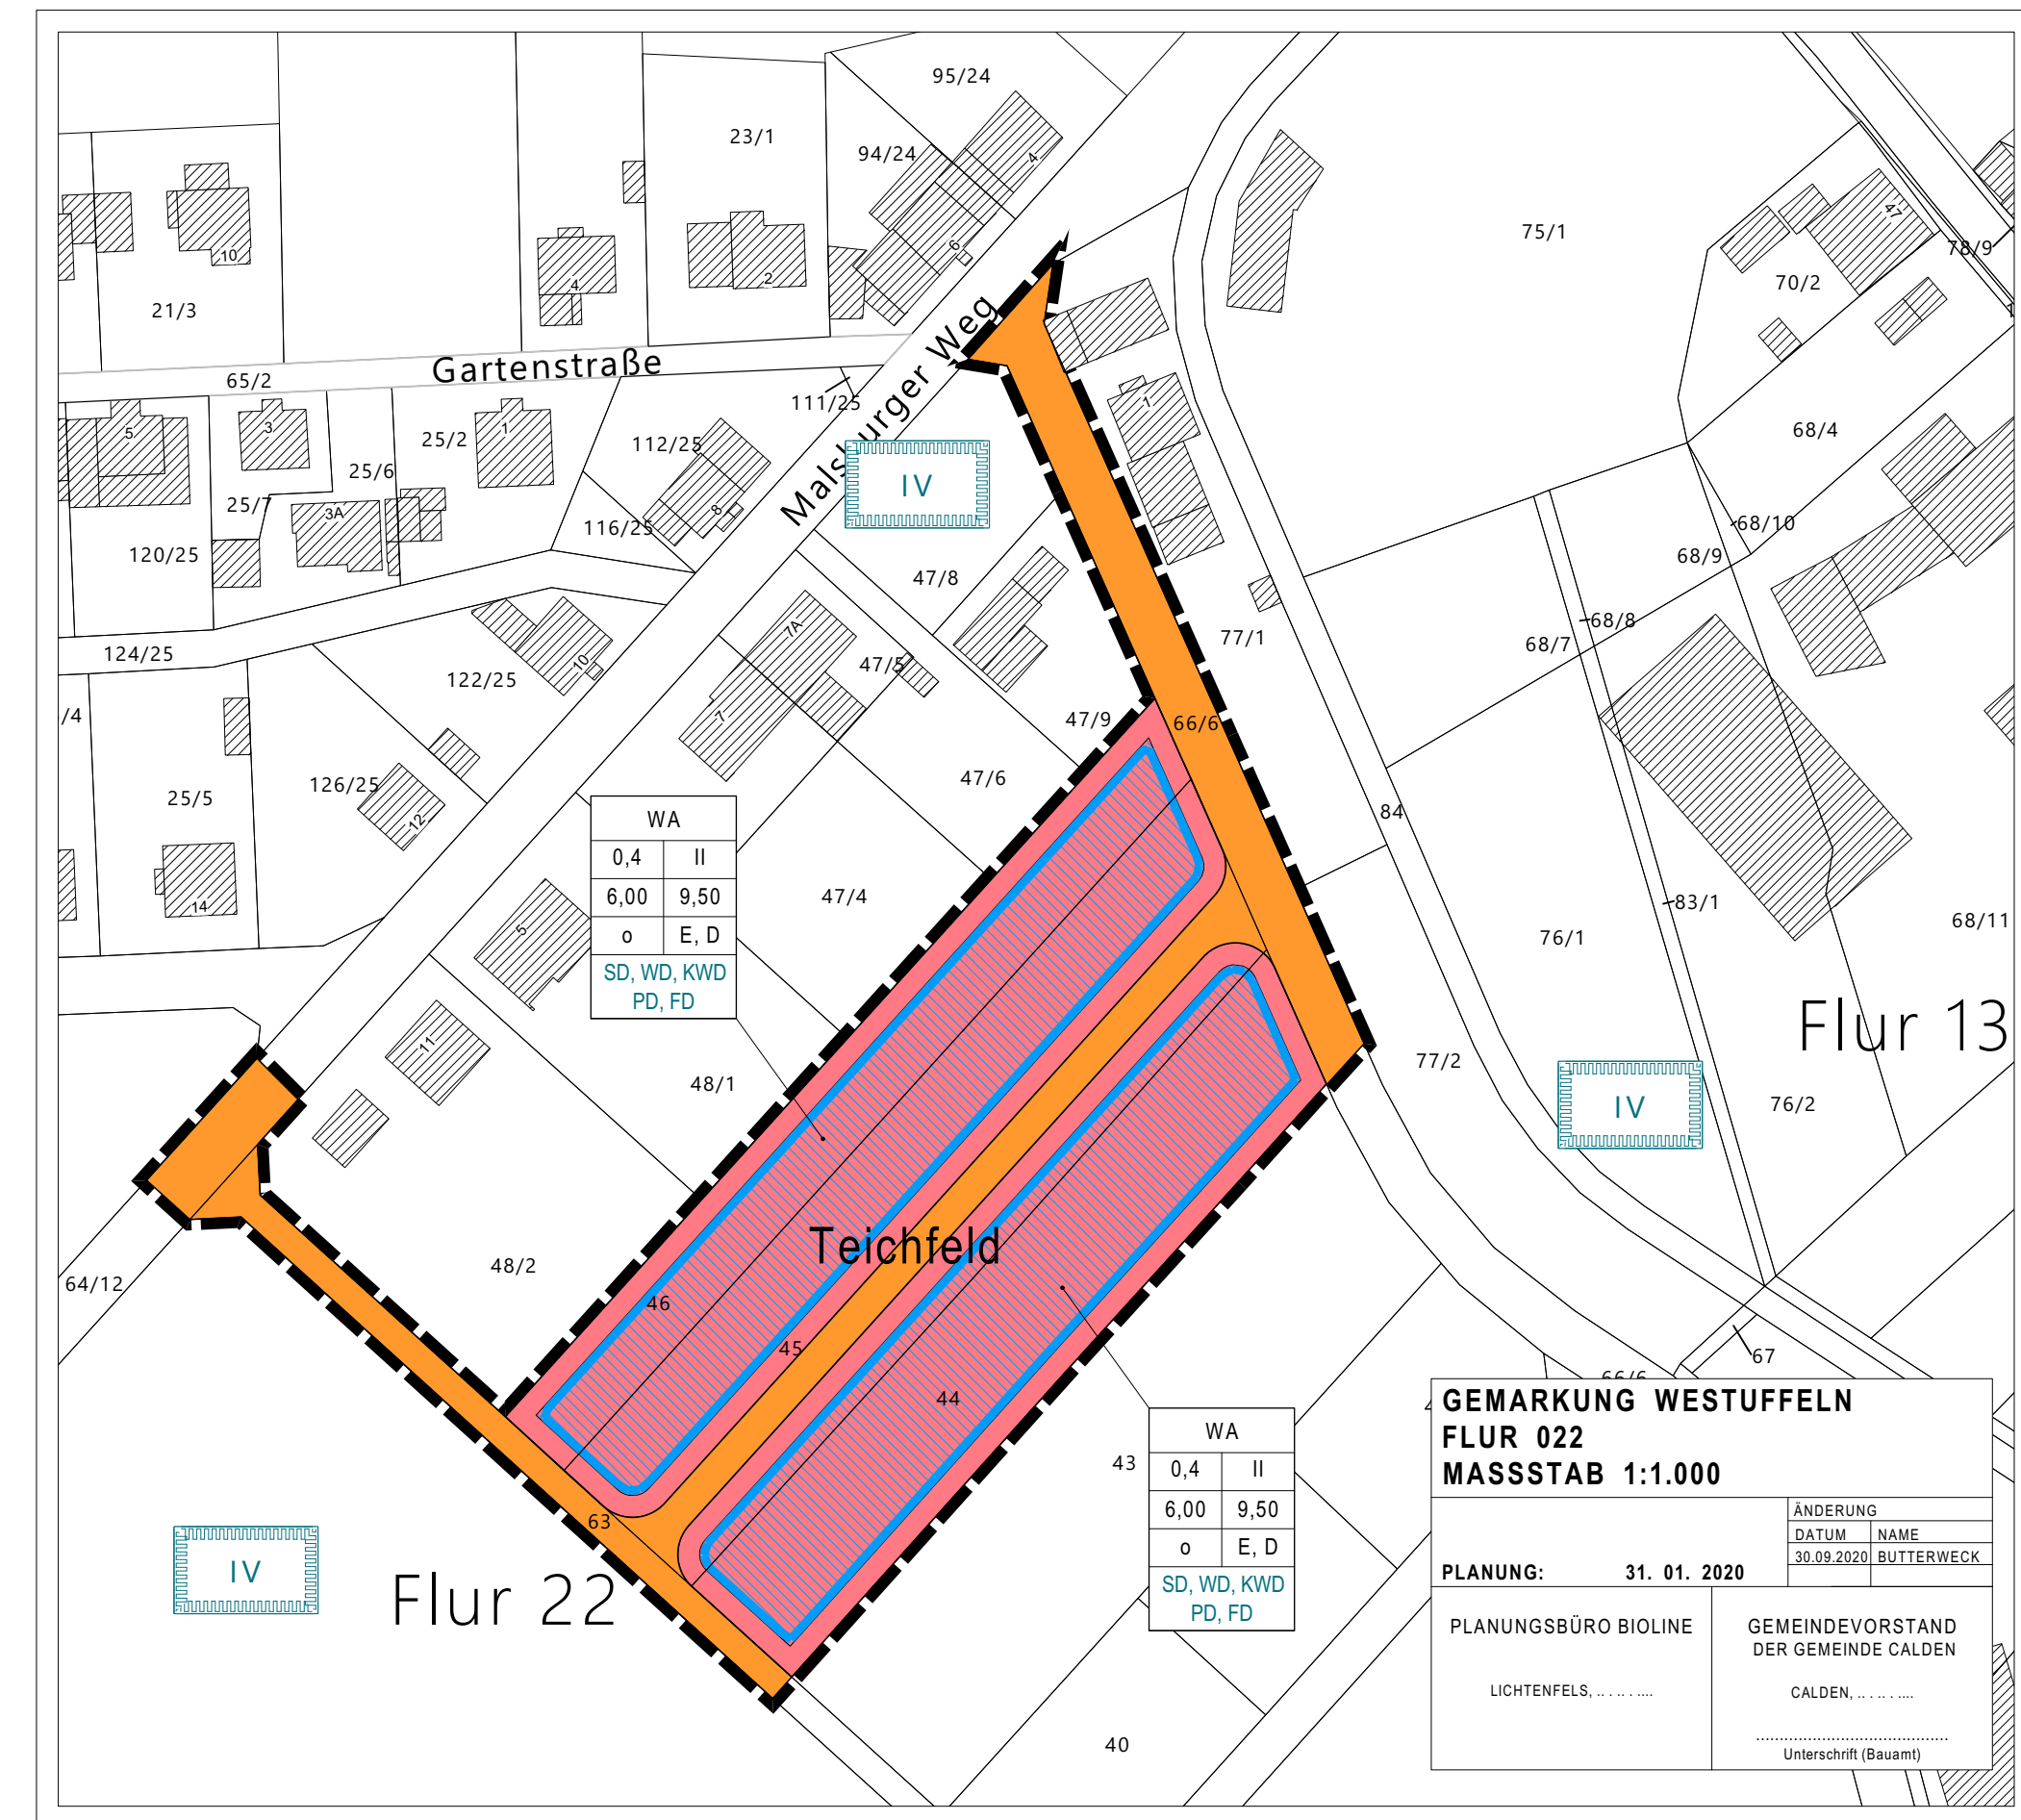 95/24
23/1
94/24
4
75/1
47
78/9
70/2
10
6
4
2
21/3
Malsburger Weg
Gartenstraße
65/2
111/25
1
5
3
1
25/2
112/25
68/4
25/6
IV
25/7
3A
8
116/25
68/10
120/25
68/9
47/8
68/8
77/1
68/7
7A
124/25
10
47/5
122/25
/4
7
47/9
66/6
47/6
126/25
25/5
12
84
WA
0,4 II
6,00 9,50
o E, D
SD, WD, KWD
PD, FD
47/4
14
5
83/1
68/11
76/1
Flur 13
11
77/2
48/1
IV
76/2
Teichfeld
48/2
64/12
46
45
67
66/6
44
43
WA
0,4 II
6,00 9,50
o E, D
SD, WD, KWD
PD, FD
63
IV
Flur 22
40
GEMARKUNG WESTUFFELN
FLUR 022
MASSSTAB 1:1.000
ÄNDERUNG
DATUM NAME
30.09.2020 BUTTERWECK
PLANUNG: 31. 01. 2020
PLANUNGSBÜRO BIOLINE
LICHTENFELS, .. . .. . ....
GEMEINDEVORSTAND
DER GEMEINDE CALDEN
CALDEN, .. . .. . ....
........................................
Unterschrift (Bauamt)